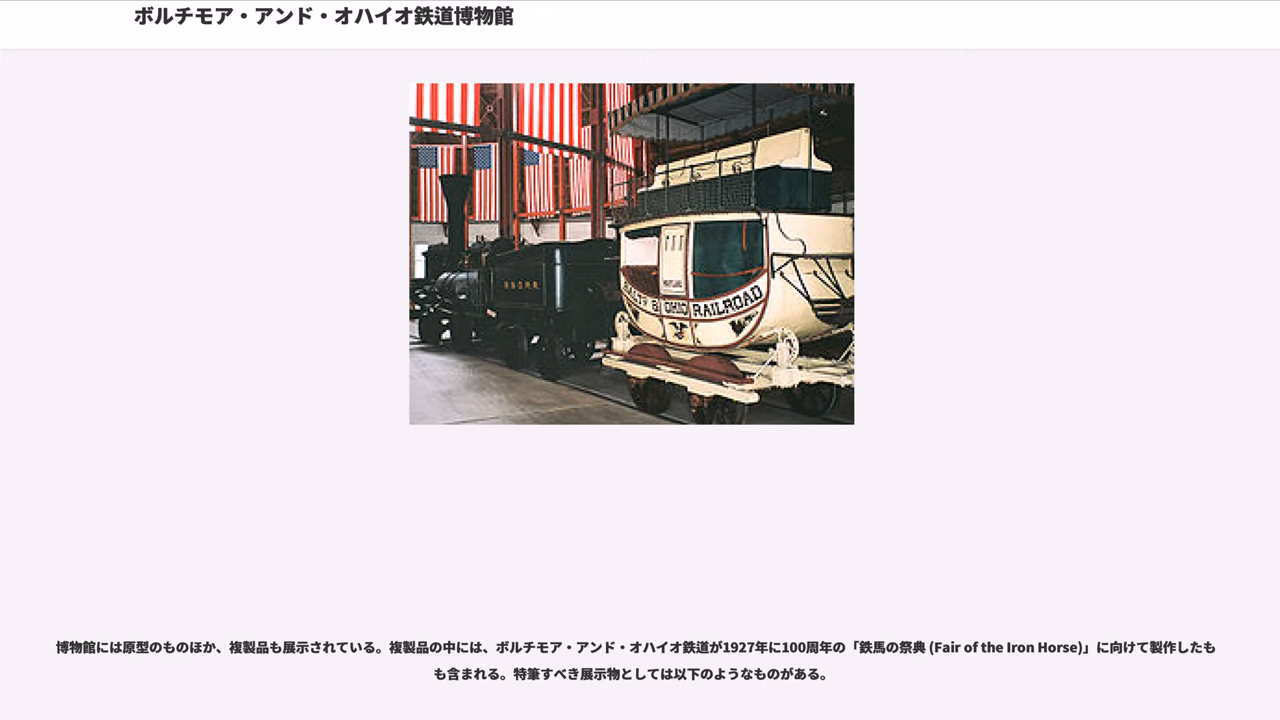 ボルチモア・アンド・オハイオ鉄道博物館
B & O R.R.
& OHIO RAILROAD
博物館には原型のものほか、複製品も展示されている。複製品の中には、ボルチモア・アンド・オハイオ鉄道が1927年に100周年の「鉄馬の祭典 (Fair of the Iron Horse)」に向けて製作したも
も含まれる。特筆すべき展示物としては以下のようなものがある。